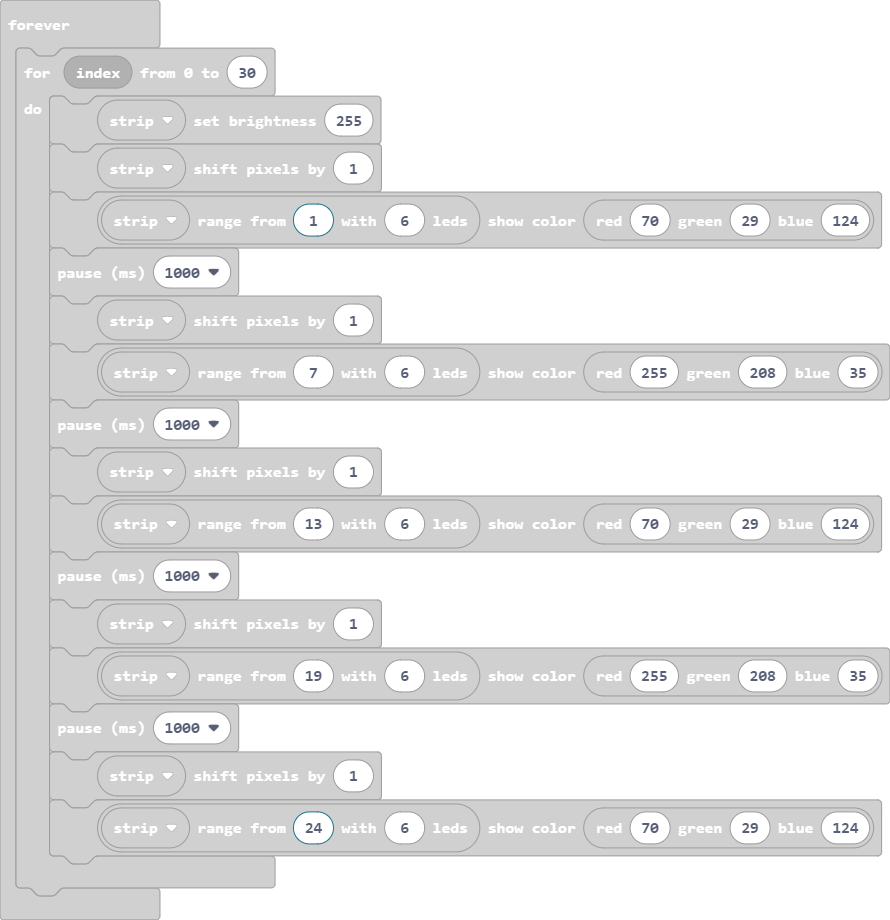 forever
for index from 0 to 30
do
strip set brightness 255
strip shift pixels by 1
strip range from 1 with 6 leds show color red 70 green 29 blue 124
pause (ms) 1000
strip shift pixels by 1
strip range from 7 with 6 leds show color red 255 green 208 blue 35
pause (ms) 1000
strip shift pixels by 1
strip range from 13 with 6 leds show color red 70 green 29 blue 124
pause (ms) 1000
strip shift pixels by 1
strip range from 19 with 6 leds show color red 255 green 208 blue 35
pause (ms) 1000
strip shift pixels by 1
strip range from 24 with 6 leds show color red 70 green 29 blue 124